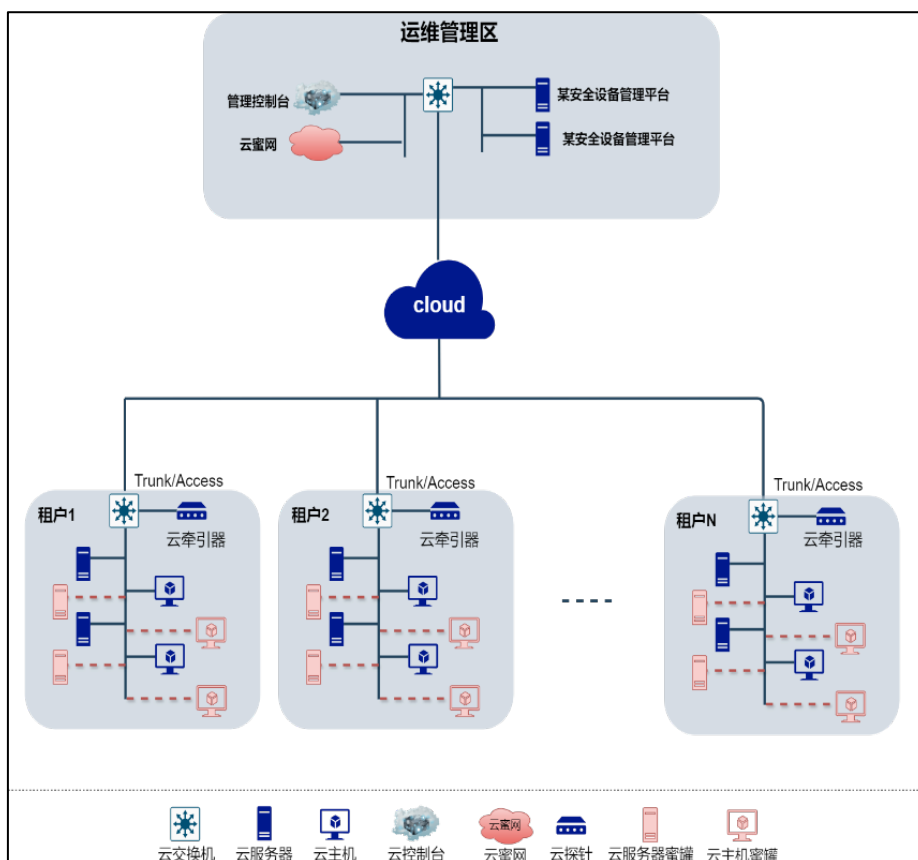 运维管理区
管理控制台
某安全设备管理平台
云蜜网
某安全设备管理平台
cloud
Trunk/Access
Trunk/Access
Trunk/Access
租户1
租户2
租户N
云牵引器
云牵引器
云牵引器
云蜜网
云交换机
云服务器
云主机
云控制台
云蜜网
云探针
云服务器蜜罐
云主机蜜罐